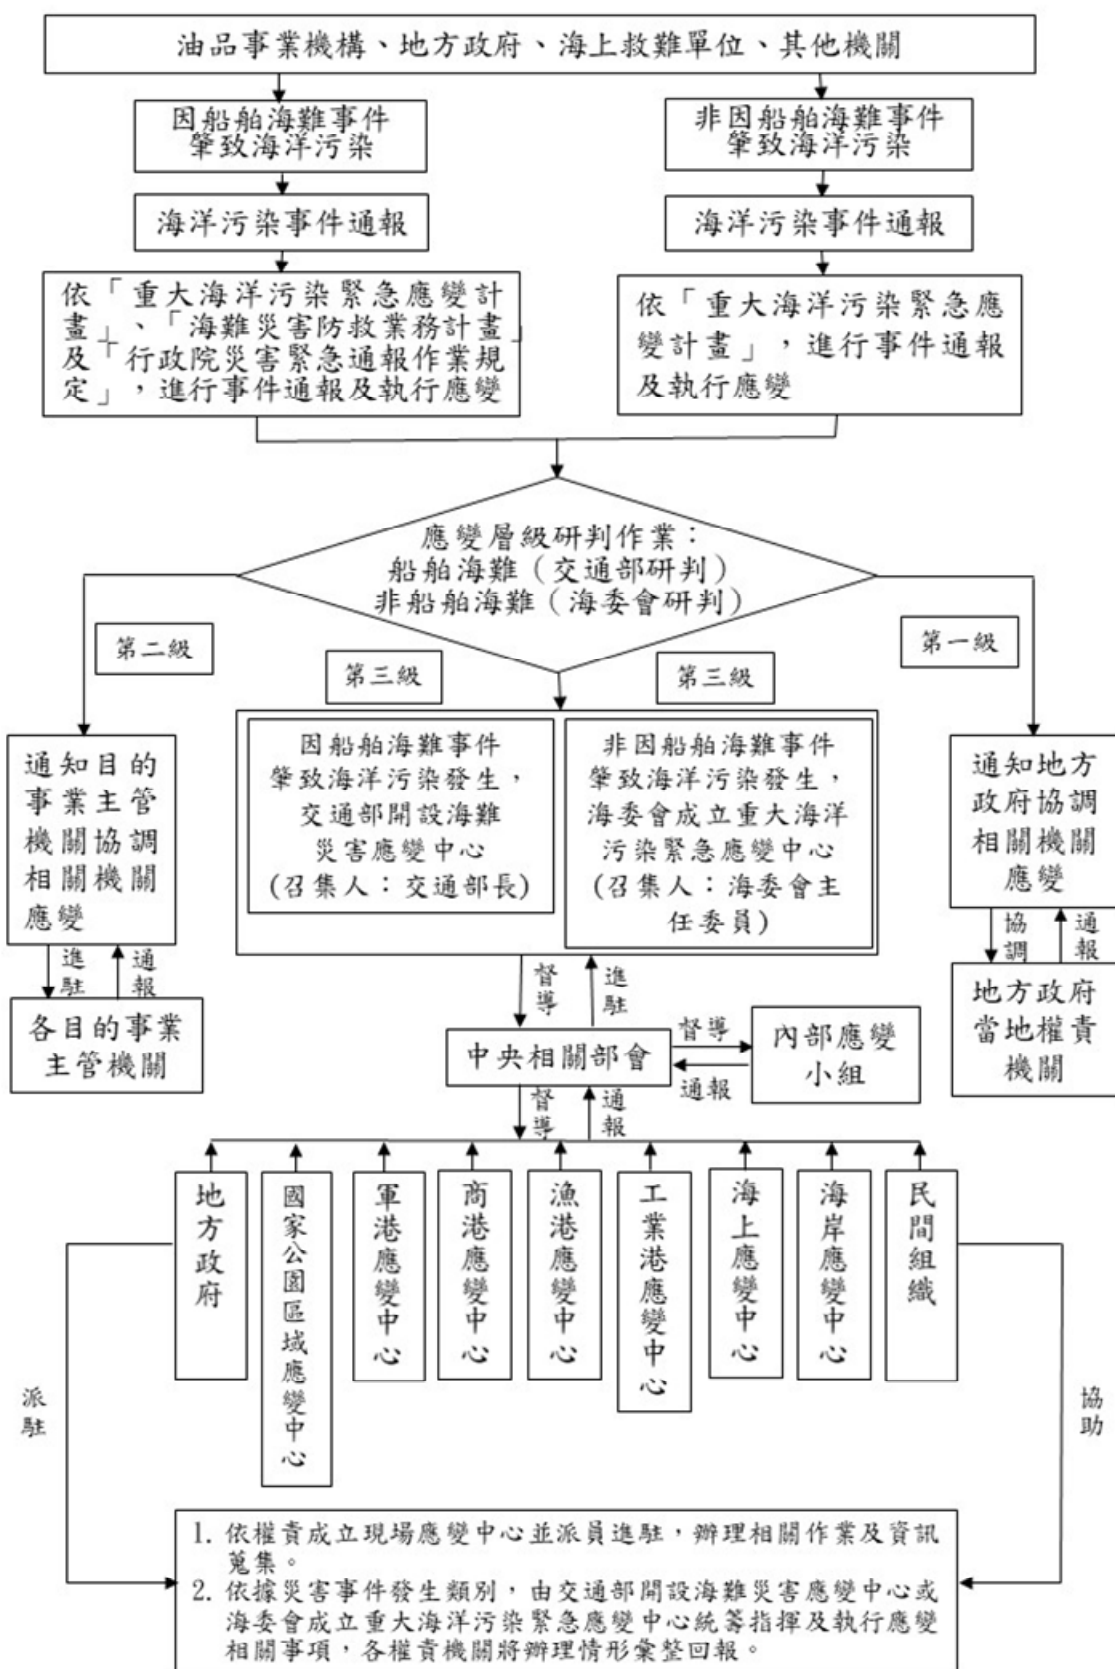 油品事業機構、地方政府、海上救難單位、其他機關
因船舶海難事件
肇致海洋污染
非因船舶海難事件
肇致海洋污染
海洋污染事件通報
海洋污染事件通報
依「重大海洋污染緊急應變計
畫」、「海難災害防救業務計畫」
及「行政院災害緊急通報作業規
定」，進行事件通報及執行應變
依「重大海洋污染緊急應
變計畫」，進行事件通報
及執行應變
應變層級研判作業：
船舶海難（交通部研判）
非船舶海難（海委會研判）
第二級
第三級
第三級
第一級
通知目的
事業主管
機關協調
相關機關
應變
因船舶海難事件
肇致海洋污染發生，
交通部開設海難
災害應變中心
(召集人：交通部長)
非因船舶海難事件
肇致海洋污染發生，
海委會成立重大海洋
污染緊急應變中心
(召集人：海委會主
任委員)
通知地方
政府協調
相關機關
應變
進駐
通報
督導
進駐
協調
通報
各目的事業
主管機關
中央相關部會
督導
通報
內部應變
小組
地方政府
當地權責
機關
督導
通報
地方政府
國家公園區域應變中心
軍港應變中心
商港應變中心
漁港應變中心
工業港應變中心
海上應變中心
海岸應變中心
民間組織
派駐
協助
1. 依權責成立現場應變中心並派員進駐，辦理相關作業及資訊
蒐集。
2. 依據災害事件發生類別，由交通部開設海難災害應變中心或
海委會成立重大海洋污染緊急應變中心統籌指揮及執行應變
相關事項，各權責機關將辦理情形彙整回報。